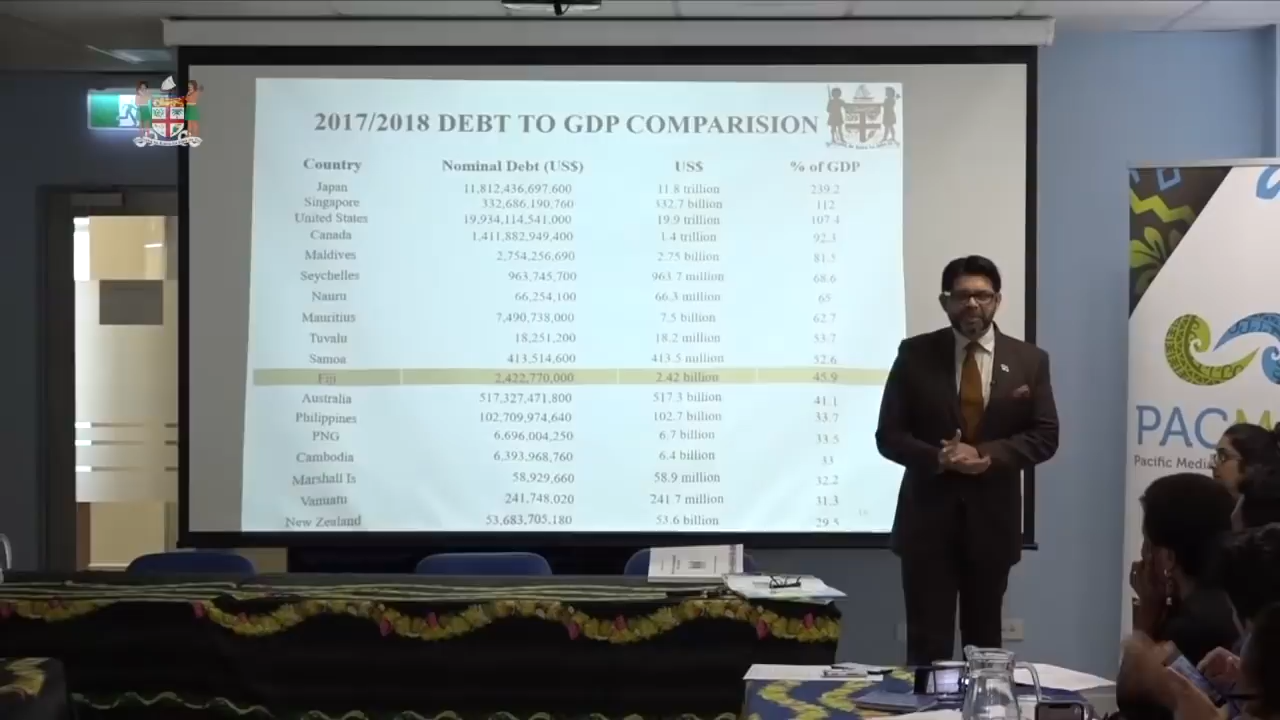 2017/2018 DEBT TO GDP COMPARISION
Country Nominal Debt (US$) US$ % of GDP
Japan 11,812,436,697,600 11.8 trillion 239.2
Singapore 332,686,190,760 332.7 billion 112
United States 19,934,114,541,000 19.9 trillion 107.4
Canada 1,411,882,949,400 1.4 trillion 92.3
Maldives 2,754,256,690 2.75 billion 81.5
Seychelles 963,745,700 963.7 million 68.6
Nauru 66,254,100 66.3 million 65
Mauritius 7,490,738,000 7.5 billion 62.7
Tuvalu 18,251,200 18.2 million 53.7
Samoa 413,514,600 413.5 million 52.6
Fiji 2,422,770,000 2.42 billion 45.9
Australia 517,327,471,800 517.3 billion 41.1
Philippines 102,709,974,640 102.7 billion 33.7
PNG 6,696,004,250 6.7 billion 33.5
Cambodia 6,393,968,760 6.4 billion 33
Marshall Is 58,929,660 58.9 million 32.2
Vanuatu 241,748,020 241.7 million 31.3
New Zealand 53,683,705,180 53.6 billion 29.5
PACM
Pacific Medi